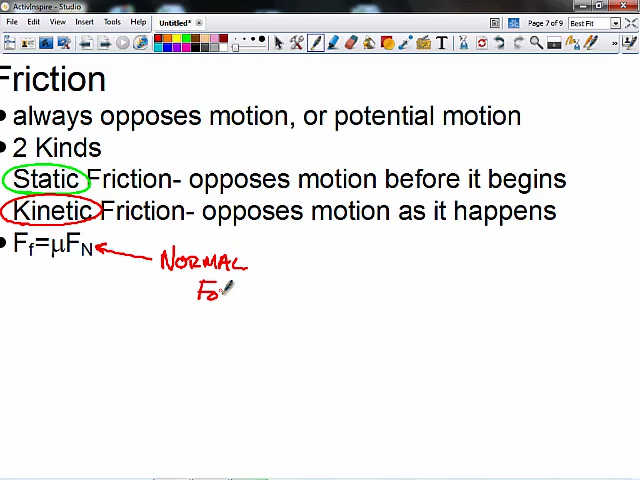 ActivInspire - Studio
File Edit View Insert Tools Help Untitled* Page 7 of 9 Best Fit
Friction
• always opposes motion, or potential motion
• 2 Kinds
Static Friction- opposes motion before it begins
Kinetic Friction- opposes motion as it happens
• Ff=μFN
NORMAL
Fo